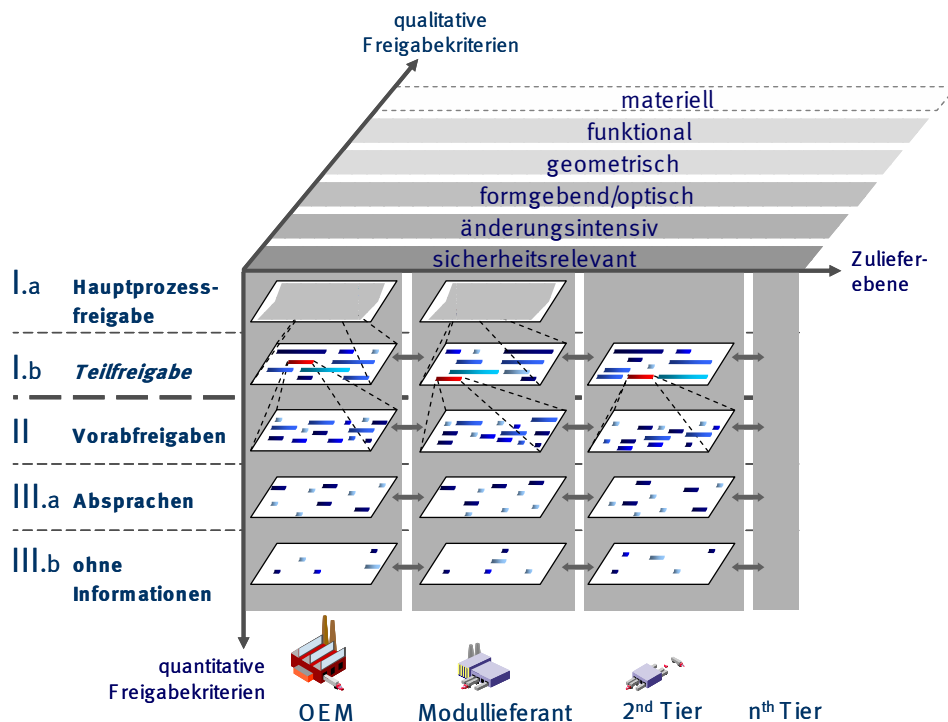 qualitative
Freigabekriterien
materiell
funktional
geometrisch
formgebend/optisch
änderungsintensiv
sicherheitsrelevant
Zuliefer-
ebene
I.a Hauptprozess-
freigabe
I.b Teilfreigabe
II Vorabfreigaben
III.a Absprachen
III.b ohne
Informationen
quantitative
Freigabekriterien
OEM Modullieferant 2nd Tier nth Tier